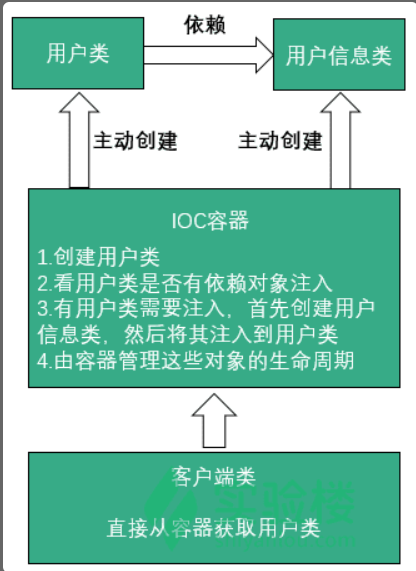 依赖
用户类
用户信息类
主动创建
主动创建
IOC容器
1.创建用户类
2.看用户类是否有依赖对象注入
3.有用户类需要注入，首先创建用户
信息类，然后将其注入到用户类
4.由容器管理这些对象的生命周期
客户端类
实验楼
直接从容器获取用户类